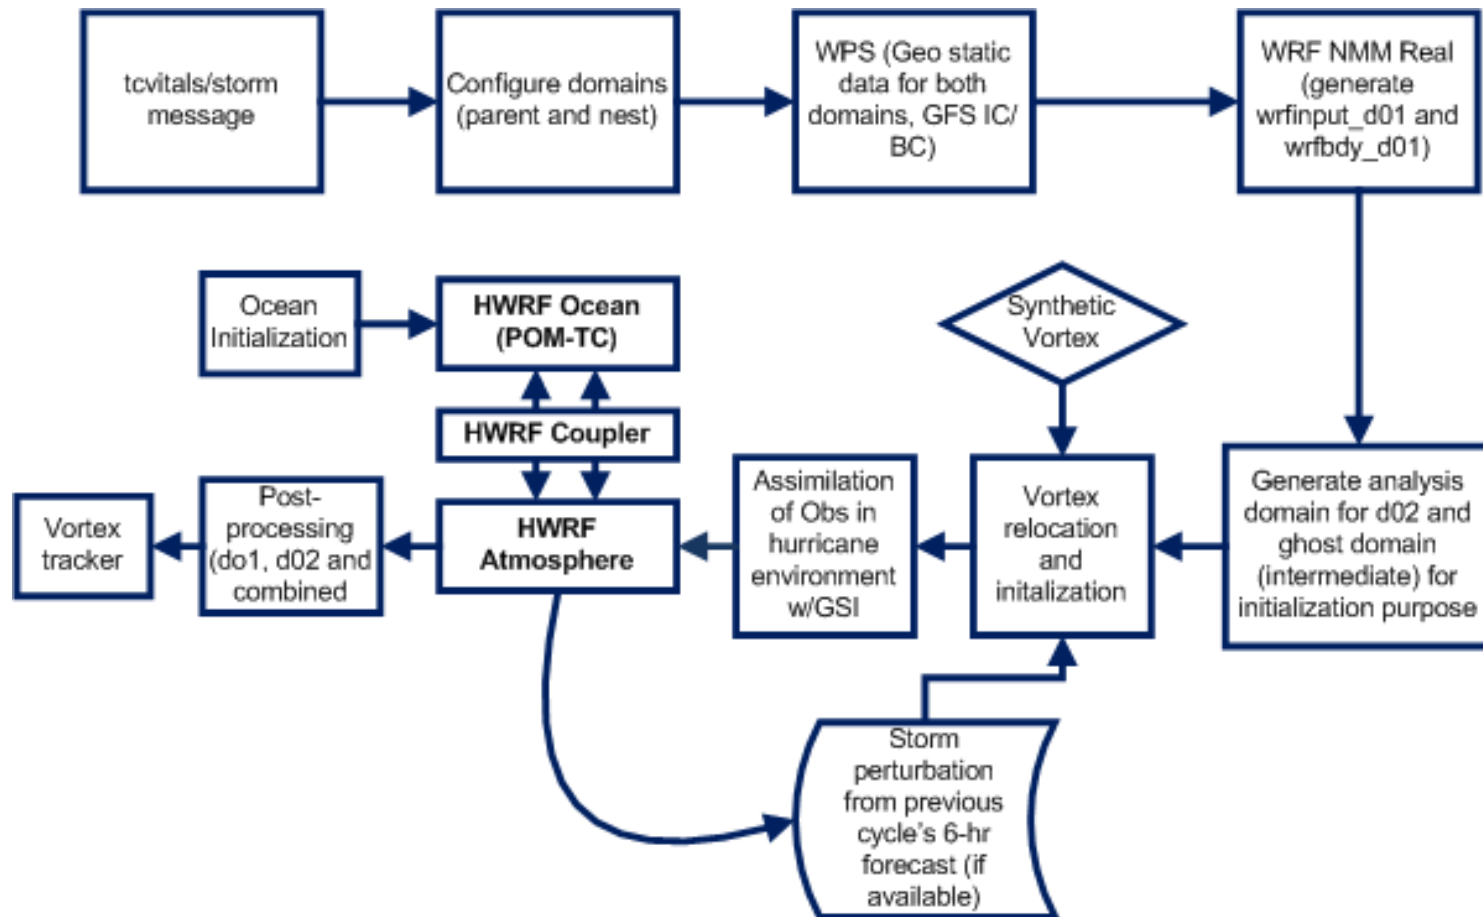 tcvitals/storm
message
Configure domains
(parent and nest)
WPS (Geo static
data for both
domains, GFS IC/
BC)
WRF NMM Real
(generate
wrfinput_d01 and
wrfbdy_d01)
Ocean
Initialization
HWRF Ocean
(POM-TC)
Synthetic
Vortex
HWRF Coupler
Vortex
tracker
Post-
processing
(do1, d02 and
combined
HWRF
Atmosphere
Assimilation
of Obs in
hurricane
environment
w/GSI
Vortex
relocation
and
initalization
Generate analysis
domain for d02 and
ghost domain
(intermediate) for
initialization purpose
Storm
perturbation
from previous
cycle's 6-hr
forecast (if
available)